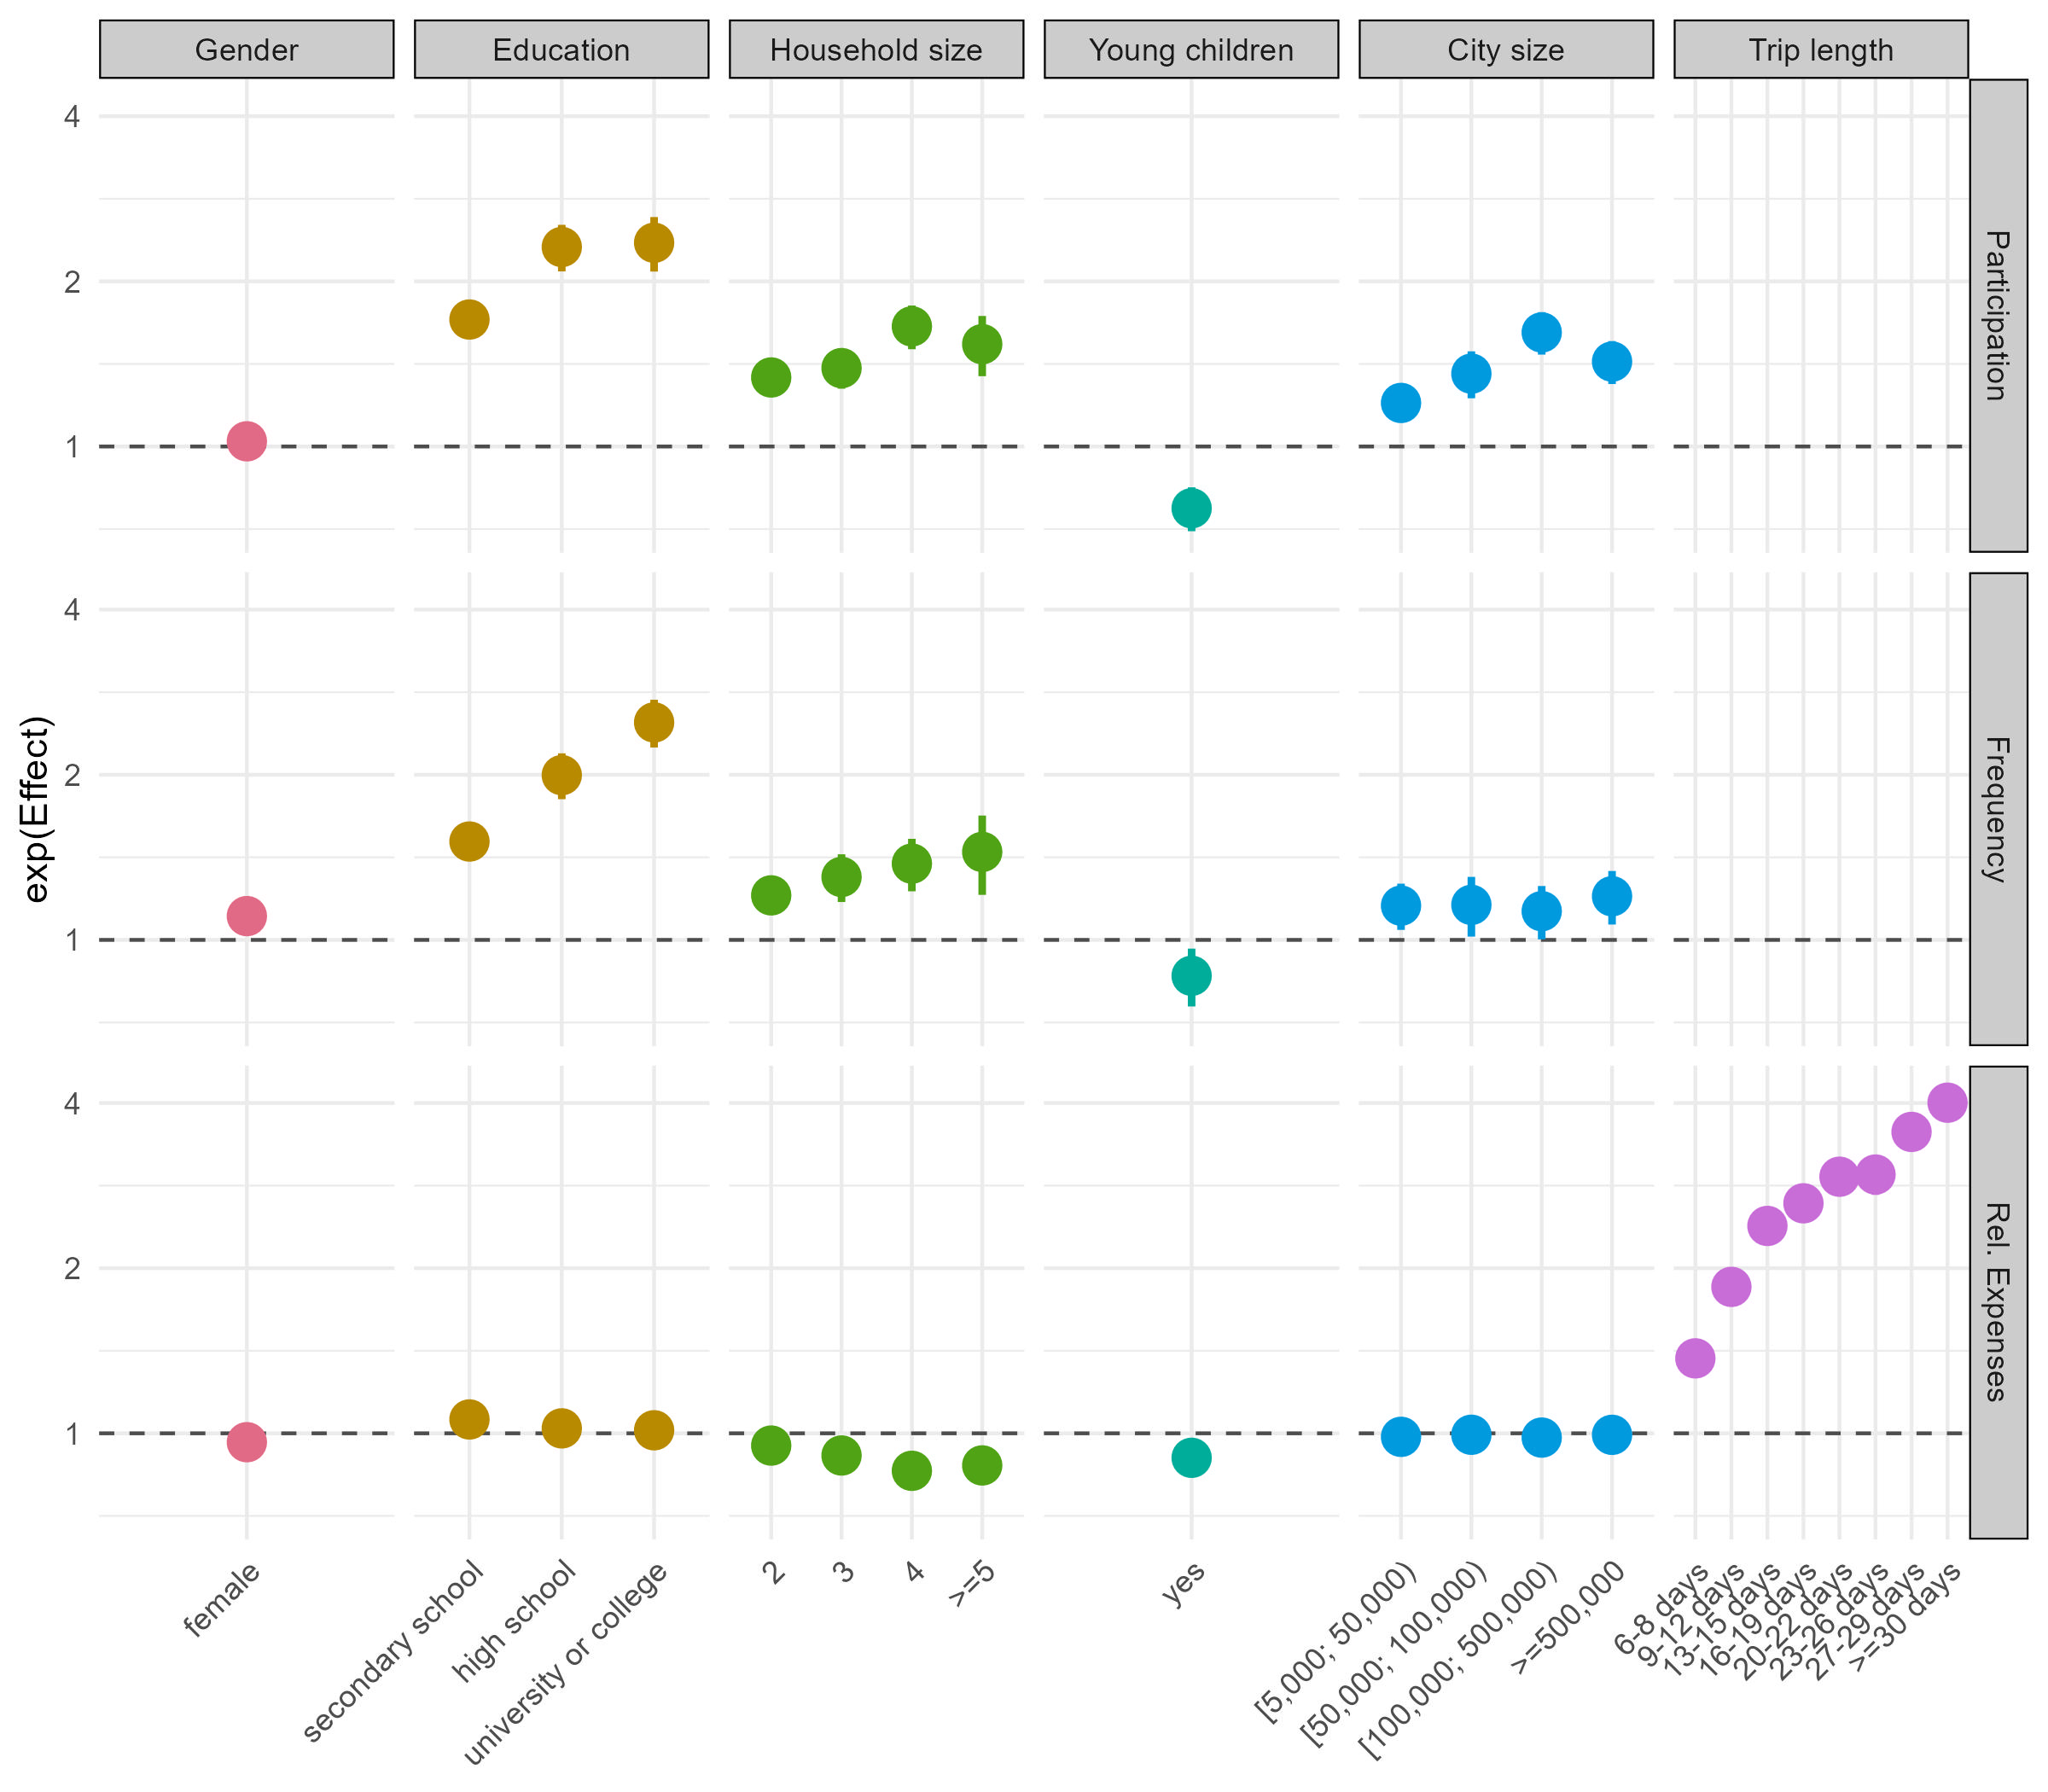 Gender
Education
Household size
Young children
City size
Trip length
4
2
1
Participation
4
2
1
Frequency
4
2
1
Rel. Expenses
exp(Effect)
female
secondary school
high school
university or college
2
3
4
>=5
yes
[5,000; 50,000)
[50,000; 100,000)
[100,000; 500,000)
>=500,000
6-8 days
9-12 days
13-15 days
16-19 days
20-22 days
23-26 days
27-29 days
>=30 days